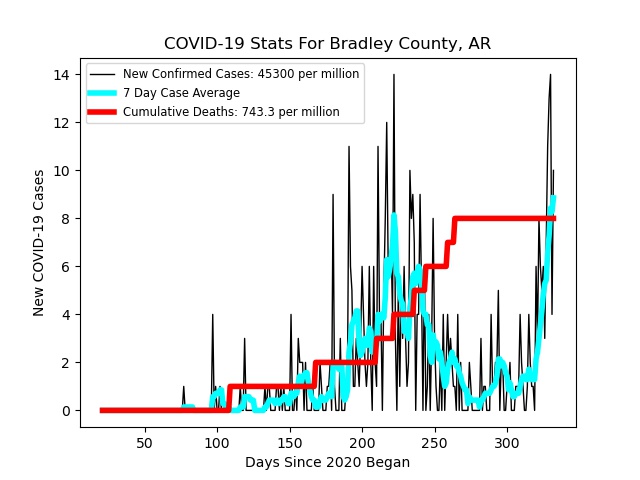 COVID-19 Stats For Bradley County, AR
New Confirmed Cases: 45300 per million
7 Day Case Average
Cumulative Deaths: 743.3 per million
New COVID-19 Cases
14
12
10
8
6
4
2
0
50
100
150
200
250
300
Days Since 2020 Began